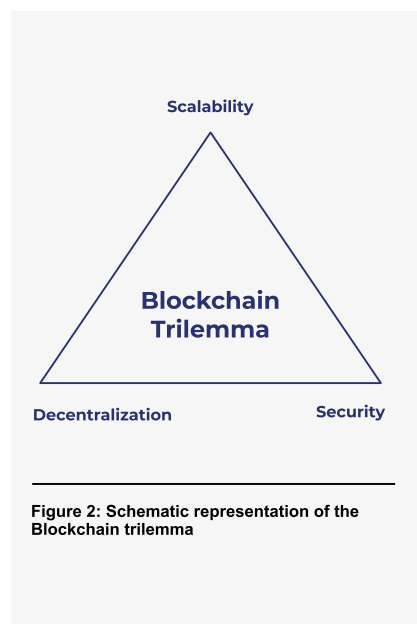 Scalability
Blockchain
Trilemma
Decentralization
Security
Figure 2: Schematic representation of the
Blockchain trilemma